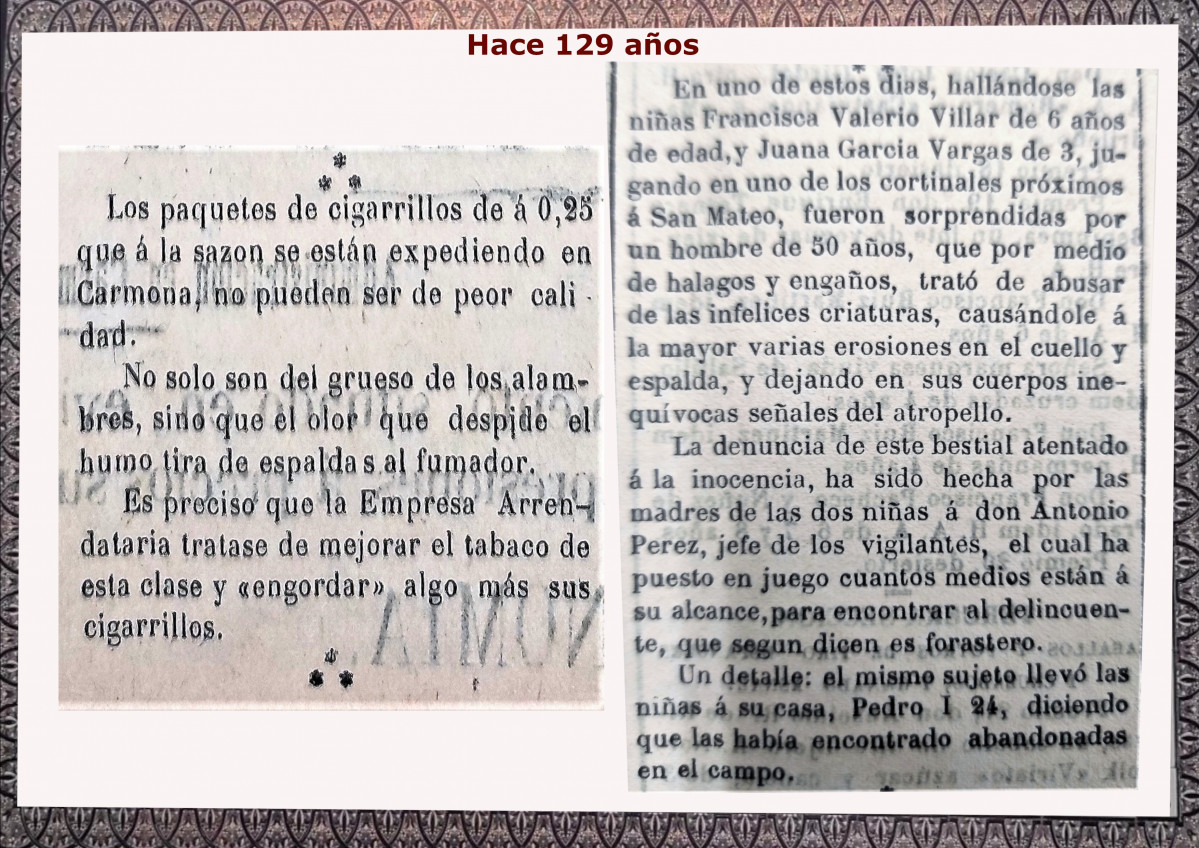 Hace 129 años
Los paquetes de cigarrillos de á 0,25
que á la sazon se están expediendo en
Carmona, no pueden ser de peor cali-
dad.
No solo son del grueso de los alam-
bres, sino que el olor que despide el
humo tira de espaldas al fumador.
Es preciso que la Empresa Arren-
dataria tratase de mejorar el tabaco de
esta clase y «engordar» algo más sus
cigarrillos.
En uno de estos dias, hallándose las
niñas Francisca Valerio Villar de 6 años
de edad, y Juana Garcia Vargas de 3, ju-
gando en uno de los cortinales próximos
á San Mateo, fueron sorprendidas por
un hombre de 50 años, que por medio
de halagos y engaños, trató de abusar
de las infelices criaturas, causándole á
la mayor varias erosiones en el cuello y
espalda, y dejando en sus cuerpos ine-
quívocas señales del atropello.
La denuncia de este bestial atentado
á la inocencia, ha sido hecha por las
madres de las dos niñas á don Antonio
Perez, jefe de los vigilantes, el cual ha
puesto en juego cuantos medios están á
su alcance, para encontrar al delincuen-
te, que segun dicen es forastero.
Un detalle: el mismo sujeto llevó las
niñas á su casa, Pedro I 24, diciendo
que las había encontrado abandonadas
en el campo.